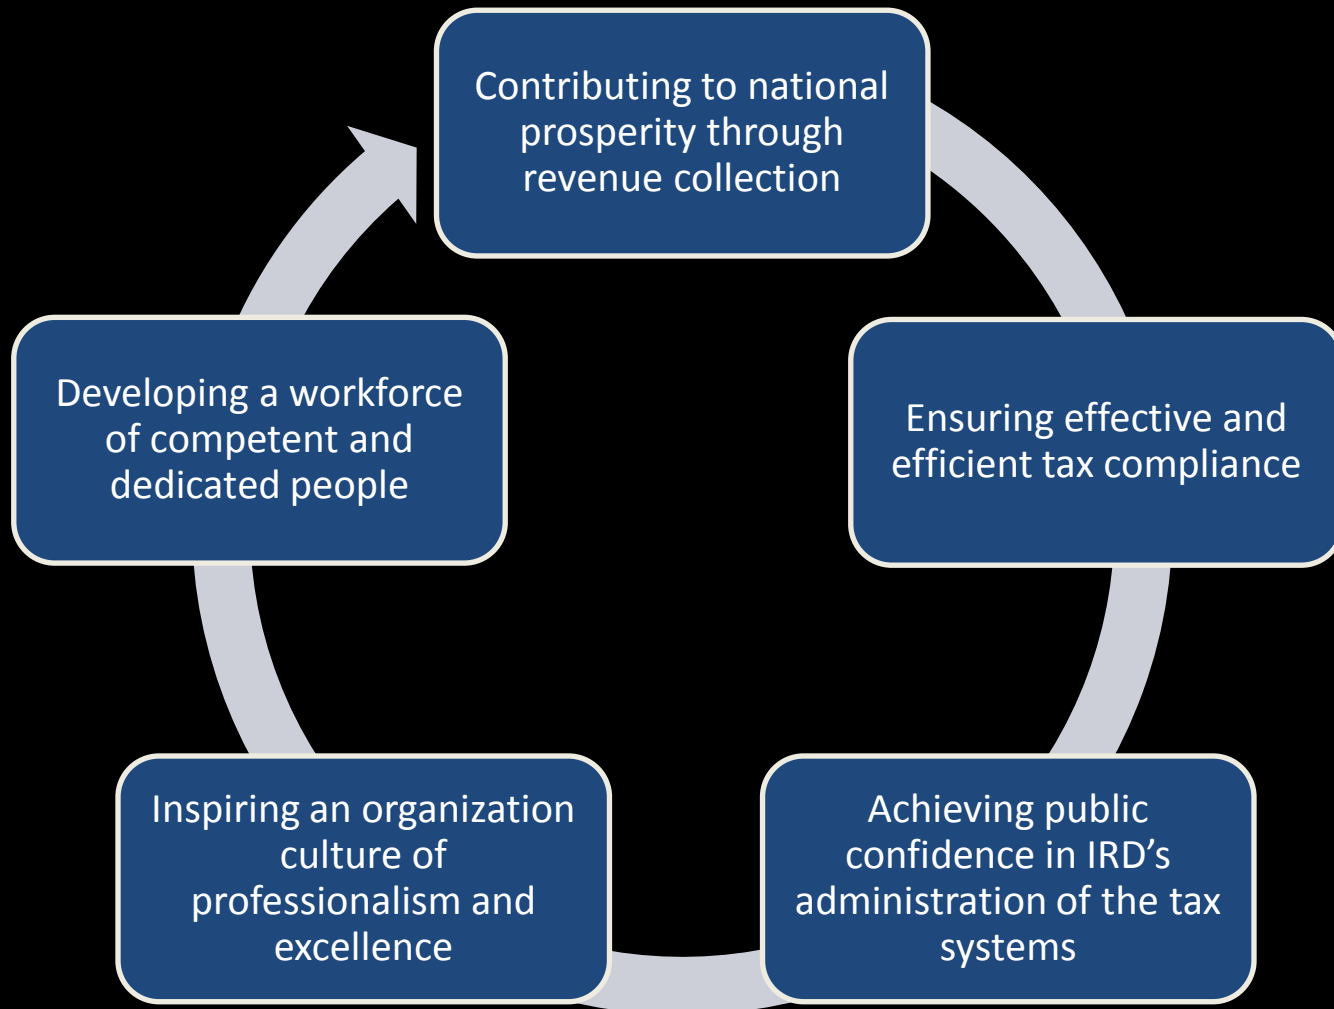 Contributing to national
prosperity through
revenue collection
Ensuring effective and
efficient tax compliance
Achieving public
confidence in IRD’s
administration of the tax
systems
Inspiring an organization
culture of
professionalism and
excellence
Developing a workforce
of competent and
dedicated people